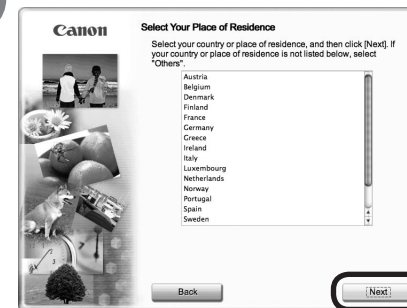 Canon
Select Your Place of Residence
Select your country or place of residence, and then click [Next]. If
your country or place of residence is not listed below, select
"Others".
Austria
Belgium
Denmark
Finland
France
Germany
Greece
Ireland
Italy
Luxembourg
Netherlands
Norway
Portugal
Spain
Sweden
Back
Next